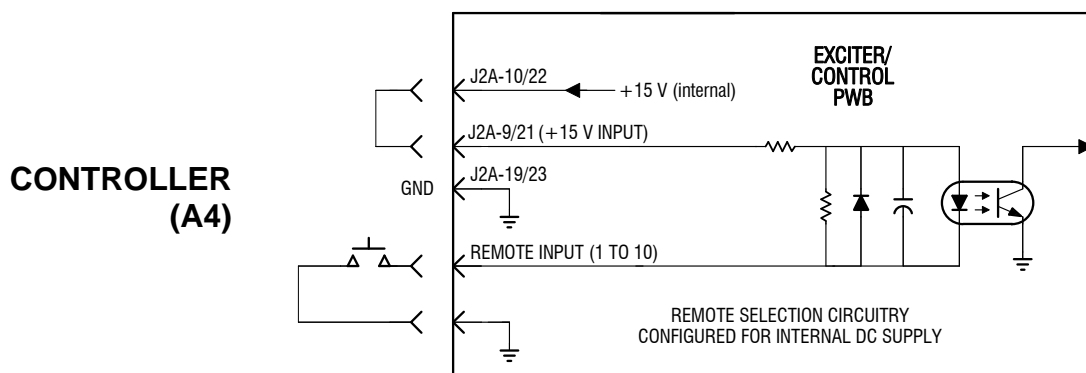 EXCITER/
CONTROL
PWB
J2A-10/22
+15 V (internal)
J2A-9/21 (+15 V INPUT)
CONTROLLER
(A4)
GND
J2A-19/23
REMOTE INPUT (1 TO 10)
REMOTE SELECTION CIRCUITRY
CONFIGURED FOR INTERNAL DC SUPPLY